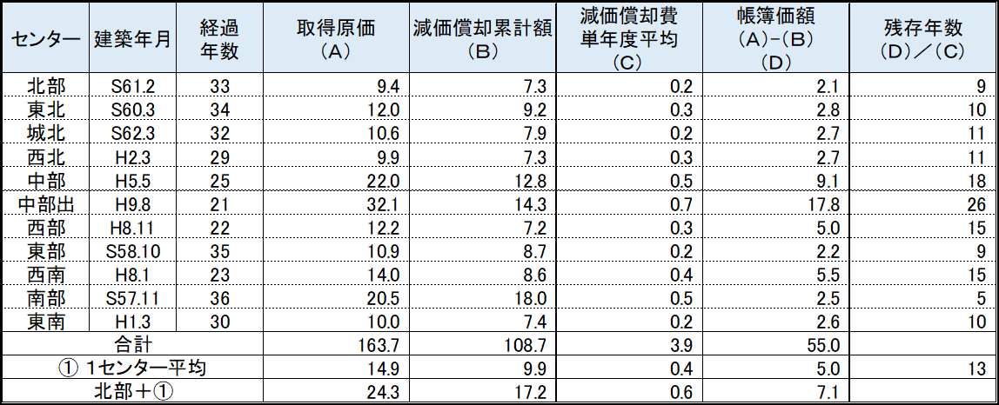 センター 建築年月 経過年数 取得原価（A） 減価償却累計額（B） 減価償却費単年度平均（C） 帳簿価額（A）-（B）（D） 残存年数（D）／（C）
北部 S61.2 33 9.4 7.3 0.2 2.1 9
東北 S60.3 34 12.0 9.2 0.3 2.8 10
城北 S62.3 32 10.6 7.9 0.2 2.7 11
西北 H2.3 29 9.9 7.3 0.3 2.7 11
中部 H5.5 25 22.0 12.8 0.5 9.1 18
中部出 H9.8 21 32.1 14.3 0.7 17.8 26
西部 H8.11 22 12.2 7.2 0.3 5.0 15
東部 S58.10 35 10.9 8.7 0.2 2.2 9
西南 H8.1 23 14.0 8.6 0.4 5.5 15
南部 S57.11 36 20.5 18.0 0.5 2.5 5
東南 H1.3 30 10.0 7.4 0.2 2.6 10
合計 163.7 108.7 3.9 55.0
① 1センター平均 14.9 9.9 0.4 5.0 13
北部＋① 24.3 17.2 0.6 7.1